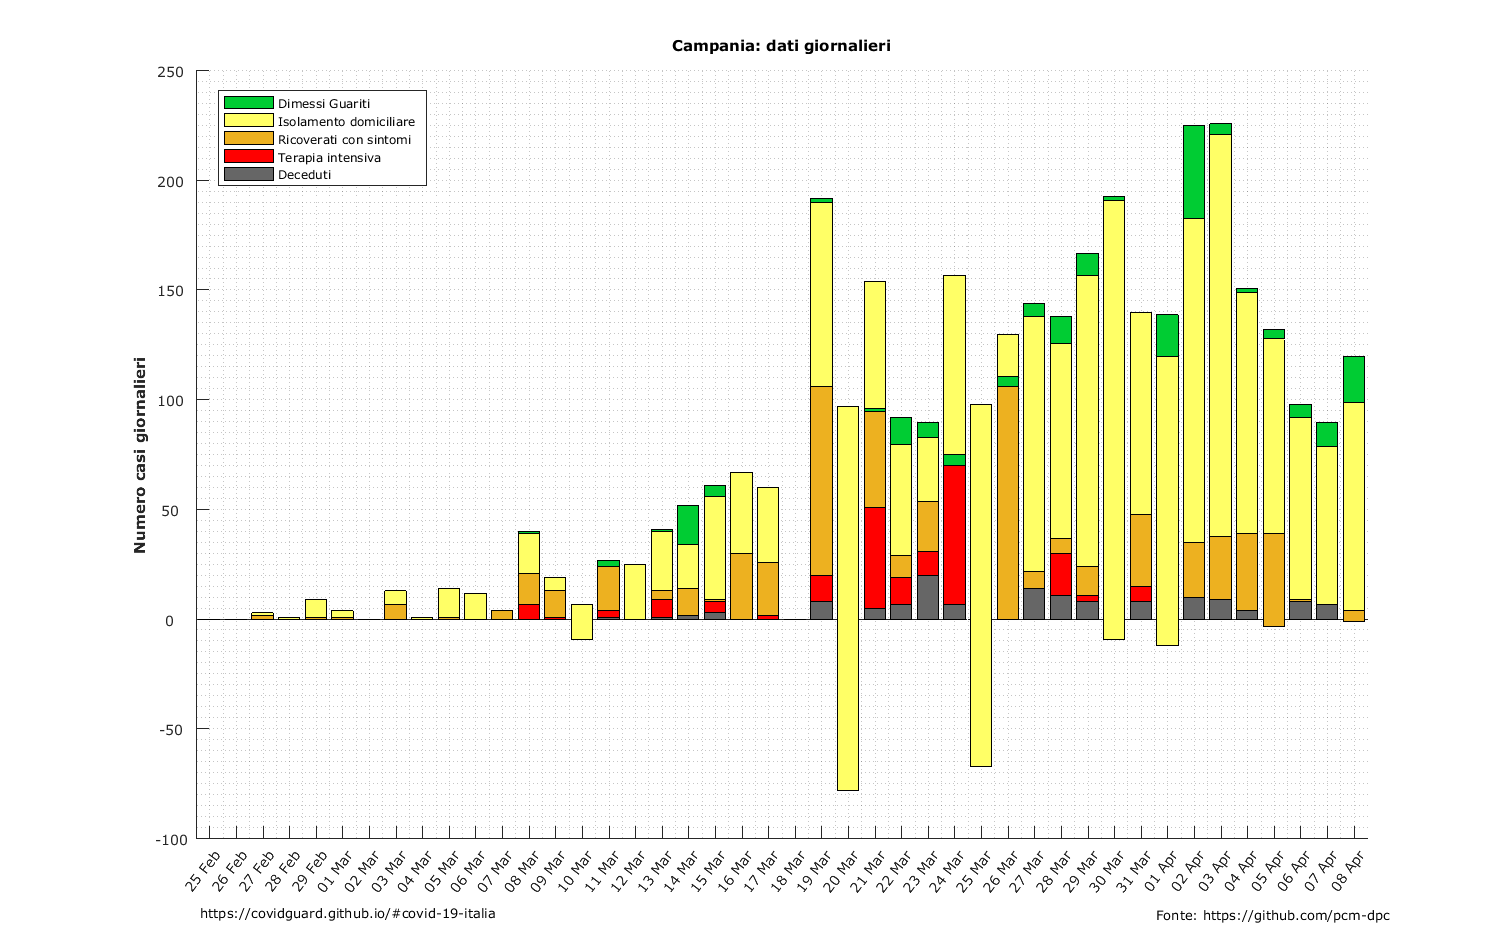 Campania: dati giornalieri
Numero casi giornalieri
250
200
150
100
50
0
-50
-100
Dimessi Guariti
Isolamento domiciliare
Ricoverati con sintomi
Terapia intensiva
Deceduti
25 Feb
26 Feb
27 Feb
28 Feb
29 Feb
01 Mar
02 Mar
03 Mar
04 Mar
05 Mar
06 Mar
07 Mar
08 Mar
09 Mar
10 Mar
11 Mar
12 Mar
13 Mar
14 Mar
15 Mar
16 Mar
17 Mar
18 Mar
19 Mar
20 Mar
21 Mar
22 Mar
23 Mar
24 Mar
25 Mar
26 Mar
27 Mar
28 Mar
29 Mar
30 Mar
31 Mar
01 Apr
02 Apr
03 Apr
04 Apr
05 Apr
06 Apr
07 Apr
08 Apr
https://covidguard.github.io/#covid-19-italia
Fonte: https://github.com/pcm-dpc